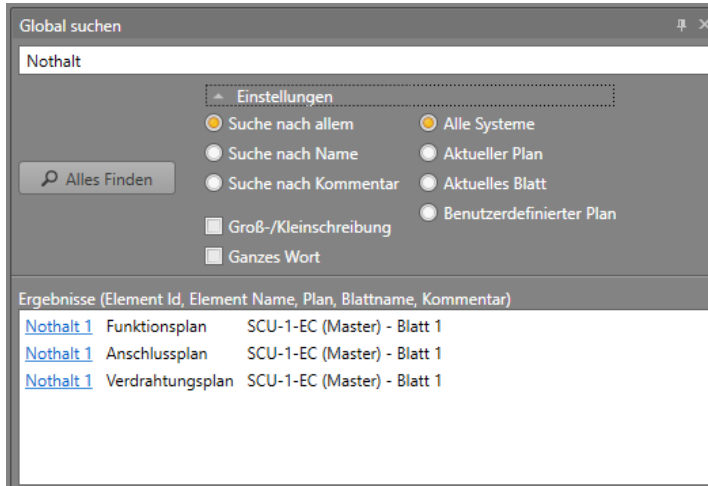 Global suchen
Nothalt
Einstellungen
Suche nach allem Alle Systeme
Suche nach Name Aktueller Plan
Alles Finden Suche nach Kommentar Aktuelles Blatt
Benutzerdefinierter Plan
Groß-/Kleinschreibung
Ganzes Wort
Ergebnisse (Element Id, Element Name, Plan, Blattname, Kommentar)
Nothalt 1 Funktionsplan SCU-1-EC (Master) - Blatt 1
Nothalt 1 Anschlussplan SCU-1-EC (Master) - Blatt 1
Nothalt 1 Verdrahtungsplan SCU-1-EC (Master) - Blatt 1